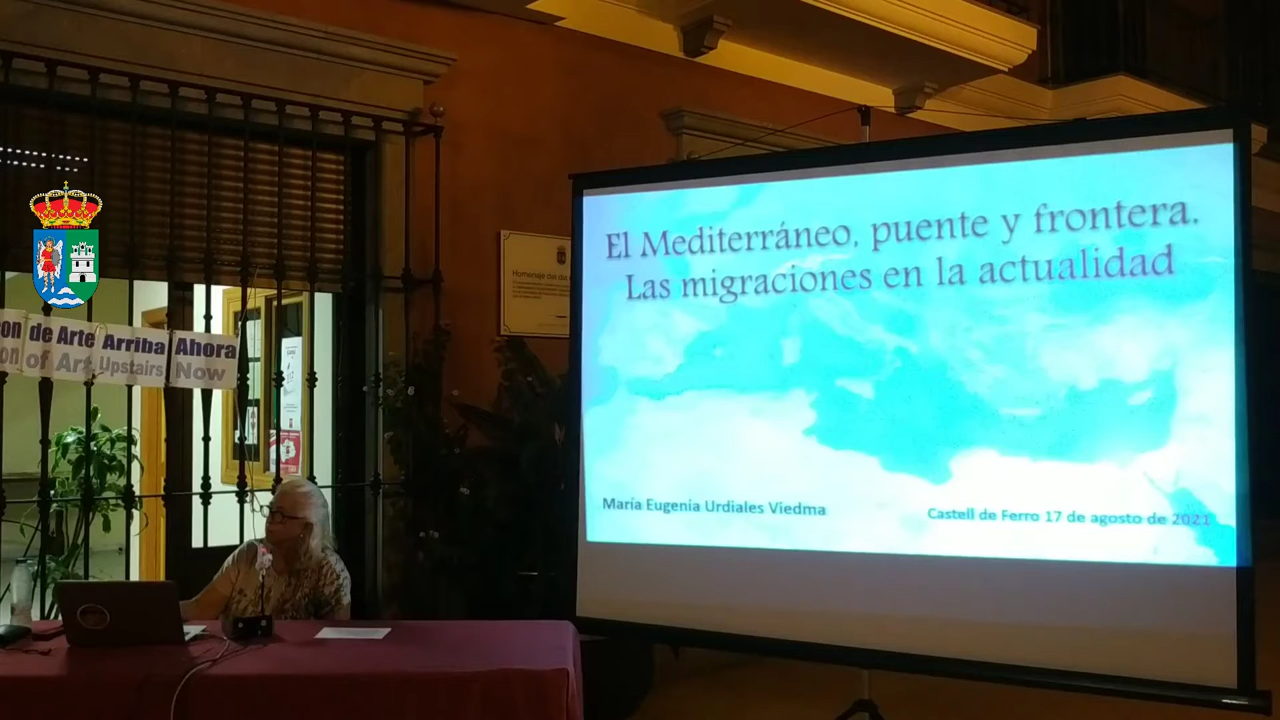 El Mediterráneo, puente y frontera.
Las migraciones en la actualidad
María Eugenia Urdiales Viedma
Castell de Ferro 17 de agosto de 2021
de Arte Arriba Ahora
of Art Upstairs Now
Homenaje